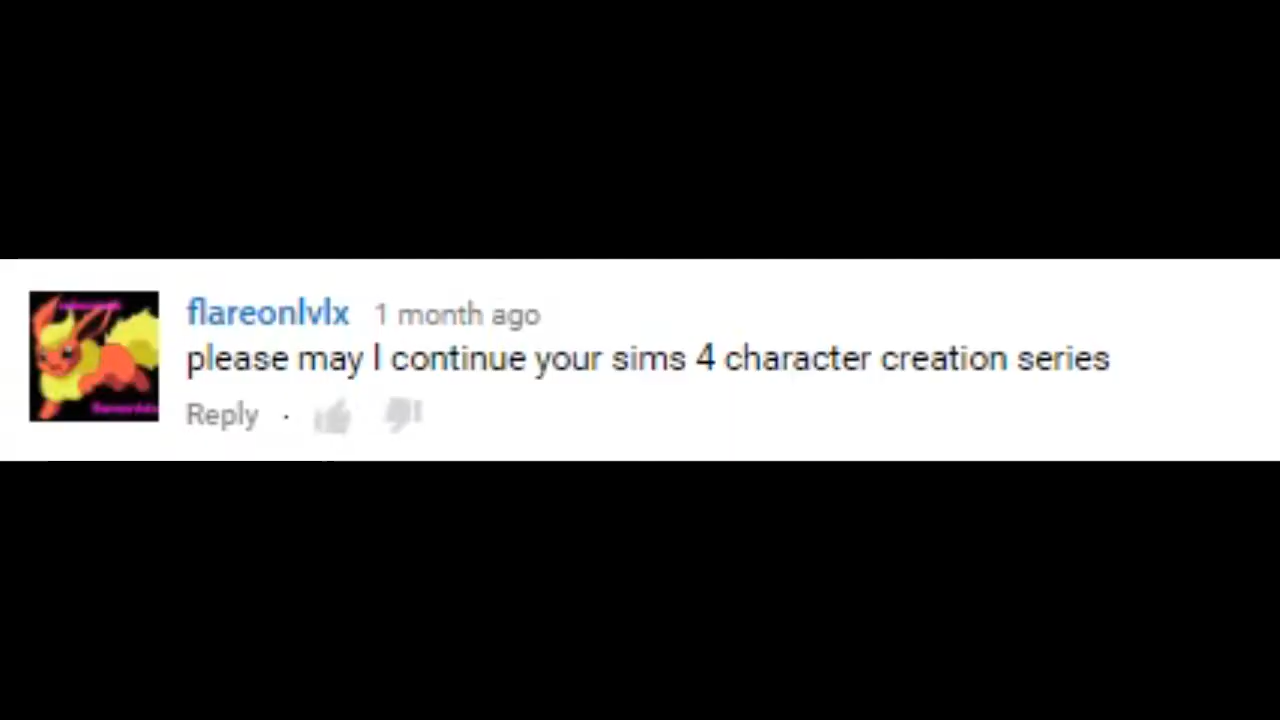 flareonlvlx 1 month ago
please may I continue your sims 4 character creation series
Reply ·